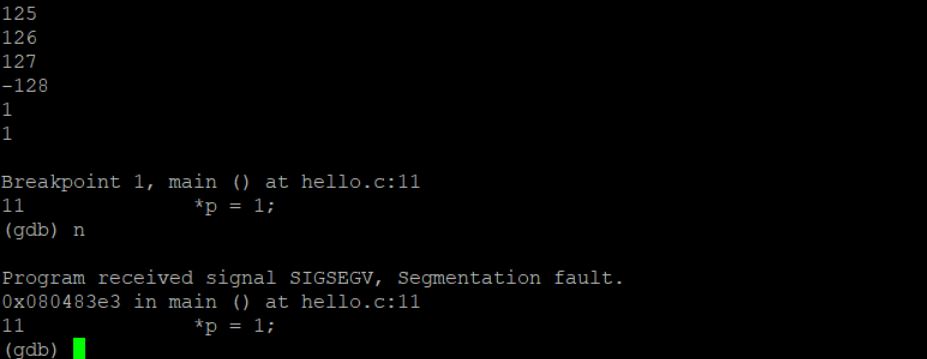 125
126
127
-128
1
1
Breakpoint 1, main () at hello.c:11
11 *p = 1;
(gdb) n
Program received signal SIGSEGV, Segmentation fault.
0x080483e3 in main () at hello.c:11
11 *p = 1;
(gdb)